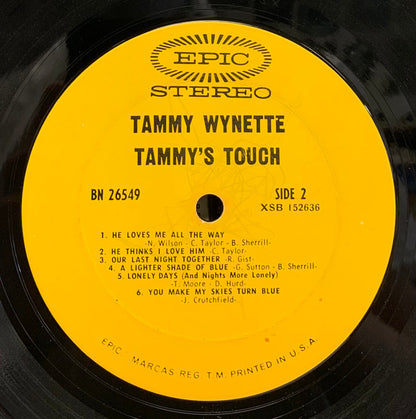 EPIC
STEREO
TAMMY WYNETTE
TAMMY'S TOUCH
BN 26549 SIDE 2
XSB 152636
1. HE LOVES ME ALL THE WAY
-N. Wilson - C. Taylor - B. Sherrill-
2. HE THINKS I LOVE HIM -C. Taylor-
3. OUR LAST NIGHT TOGETHER -R. Gist-
4. A LIGHTER SHADE OF BLUE -G. Sutton - B. Sherrill-
5. LONELY DAYS (And Nights More Lonely)
-T. Moore - D. Hurd-
6. YOU MAKE MY SKIES TURN BLUE
-J. Crutchfield-
EPIC. MARCAS REG. T.M. PRINTED IN U.S.A.